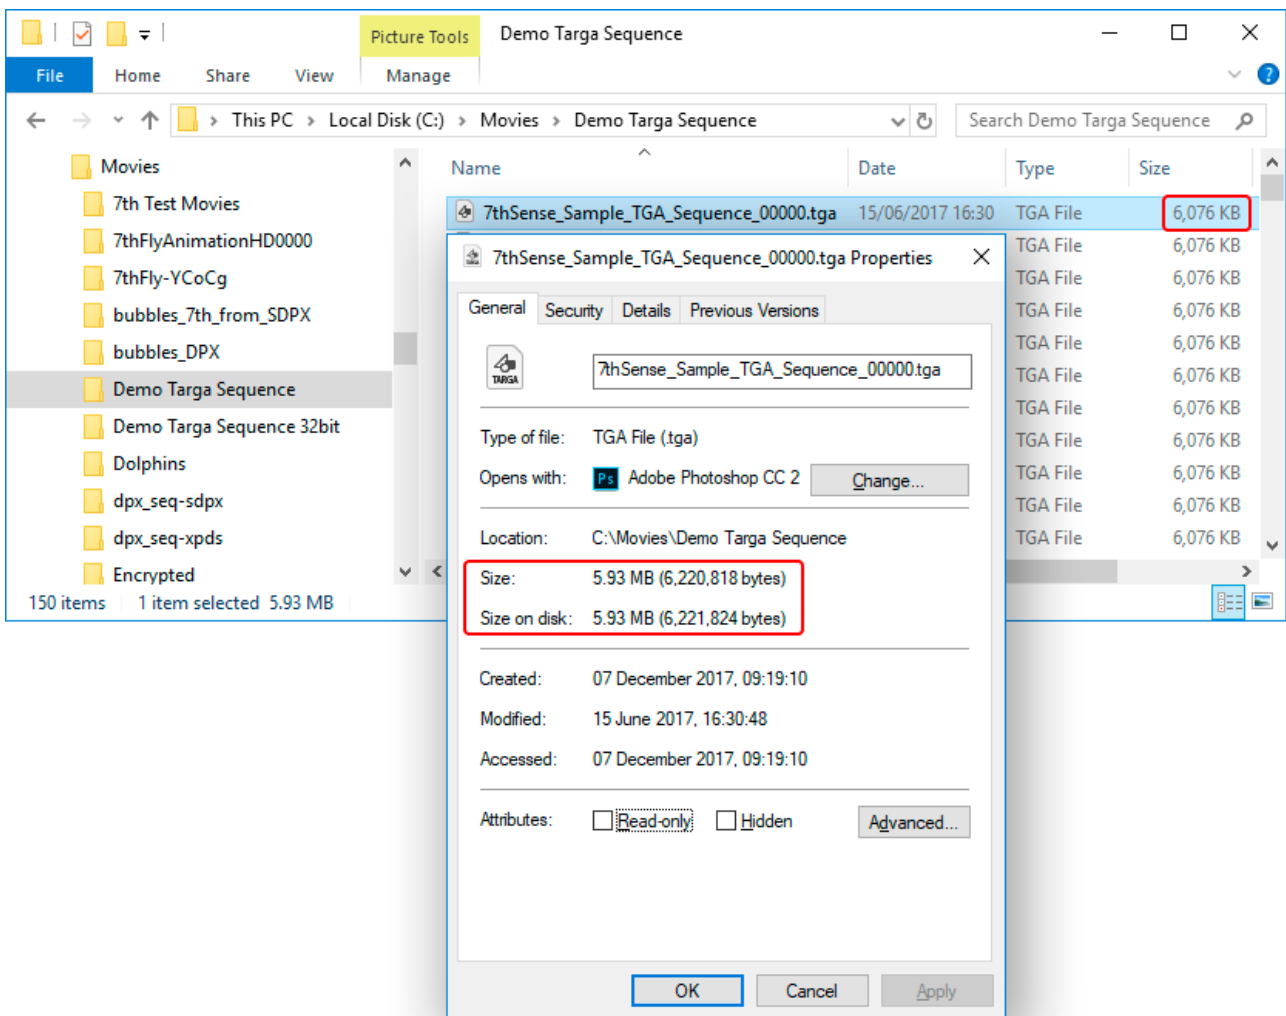 Picture Tools
Demo Targa Sequence
File Home Share View Manage
?
This PC > Local Disk (C:) > Movies > Demo Targa Sequence
Search Demo Targa Sequence
Movies
7th Test Movies
7thFlyAnimationHD0000
7thFly-YCoCg
bubbles_7th_from_SDPX
bubbles_DPX
Demo Targa Sequence
Demo Targa Sequence 32bit
Dolphins
dpx_seq-sdpx
dpx_seq-xpds
Encrypted
Name Date Type Size
7thSense_Sample_TGA_Sequence_00000.tga 15/06/2017 16:30 TGA File 6,076 KB
TGA File 6,076 KB
TGA File 6,076 KB
TGA File 6,076 KB
TGA File 6,076 KB
TGA File 6,076 KB
TGA File 6,076 KB
TGA File 6,076 KB
TGA File 6,076 KB
TGA File 6,076 KB
TGA File 6,076 KB
150 items 1 item selected 5.93 MB
7thSense_Sample_TGA_Sequence_00000.tga Properties
General Security Details Previous Versions
TARGA
7thSense_Sample_TGA_Sequence_00000.tga
Type of file: TGA File (.tga)
Opens with: Ps Adobe Photoshop CC 2 Change...
Location: C:\Movies\Demo Targa Sequence
Size: 5.93 MB (6,220,818 bytes)
Size on disk: 5.93 MB (6,221,824 bytes)
Created: 07 December 2017, 09:19:10
Modified: 15 June 2017, 16:30:48
Accessed: 07 December 2017, 09:19:10
Attributes: Read-only Hidden Advanced...
OK Cancel Apply